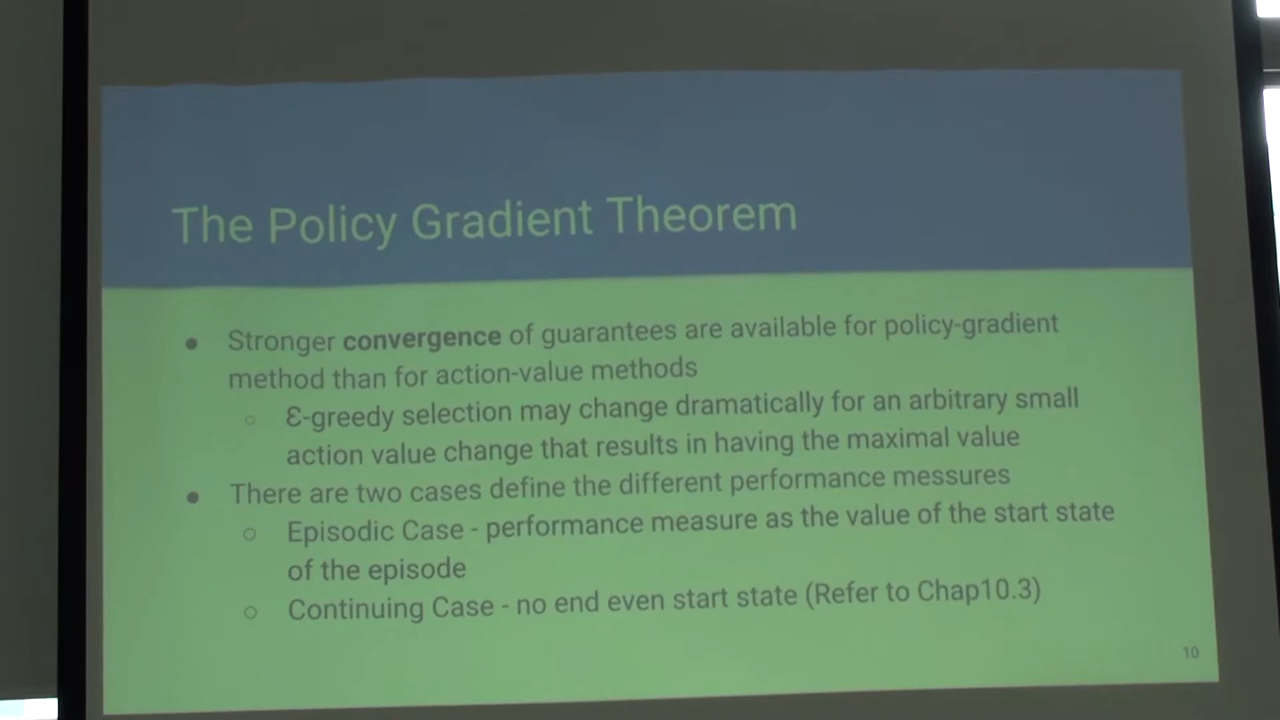 The Policy Gradient Theorem
● Stronger convergence of guarantees are available for policy-gradient
method than for action-value methods
○ Ɛ-greedy selection may change dramatically for an arbitrary small
action value change that results in having the maximal value
● There are two cases define the different performance messures
○ Episodic Case - performance measure as the value of the start state
of the episode
○ Continuing Case - no end even start state (Refer to Chap10.3)
10